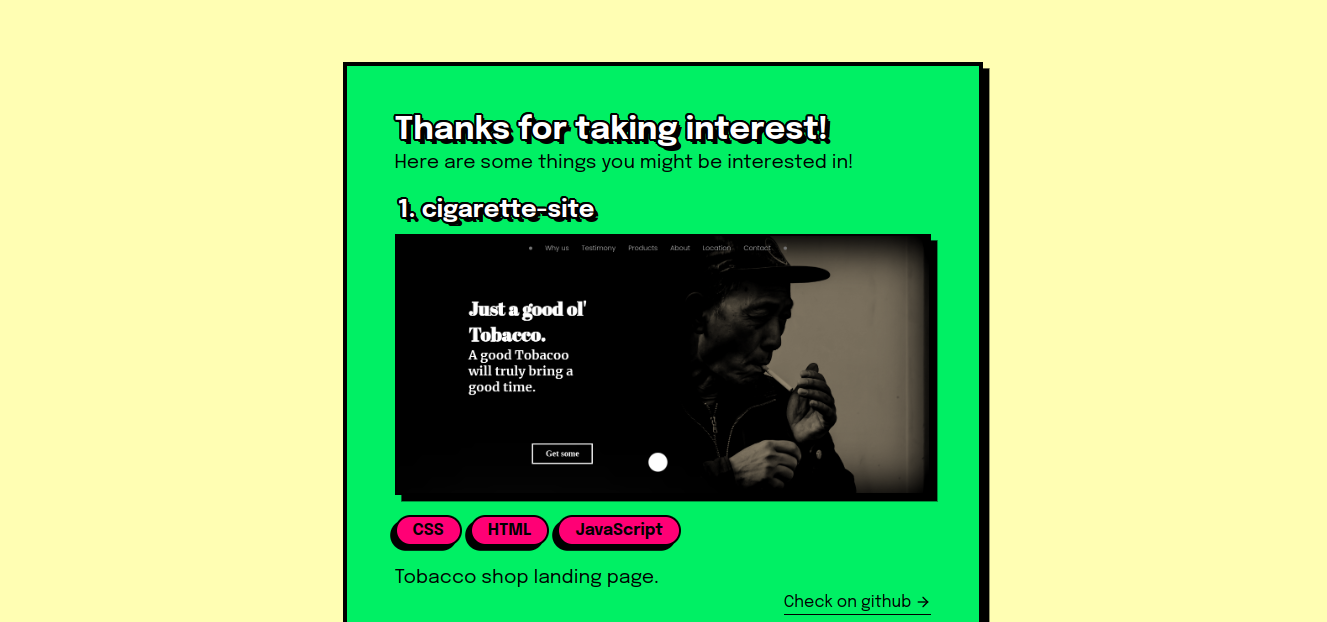 Thanks for taking interest!
Here are some things you might be interested in!
1. cigarette-site
Why us Testimony Products About Location Contact
Just a good ol'
Tobacco.
A good Tobacoo
will truly bring a
good time.
Get some
CSS HTML JavaScript
Tobacco shop landing page.
Check on github →